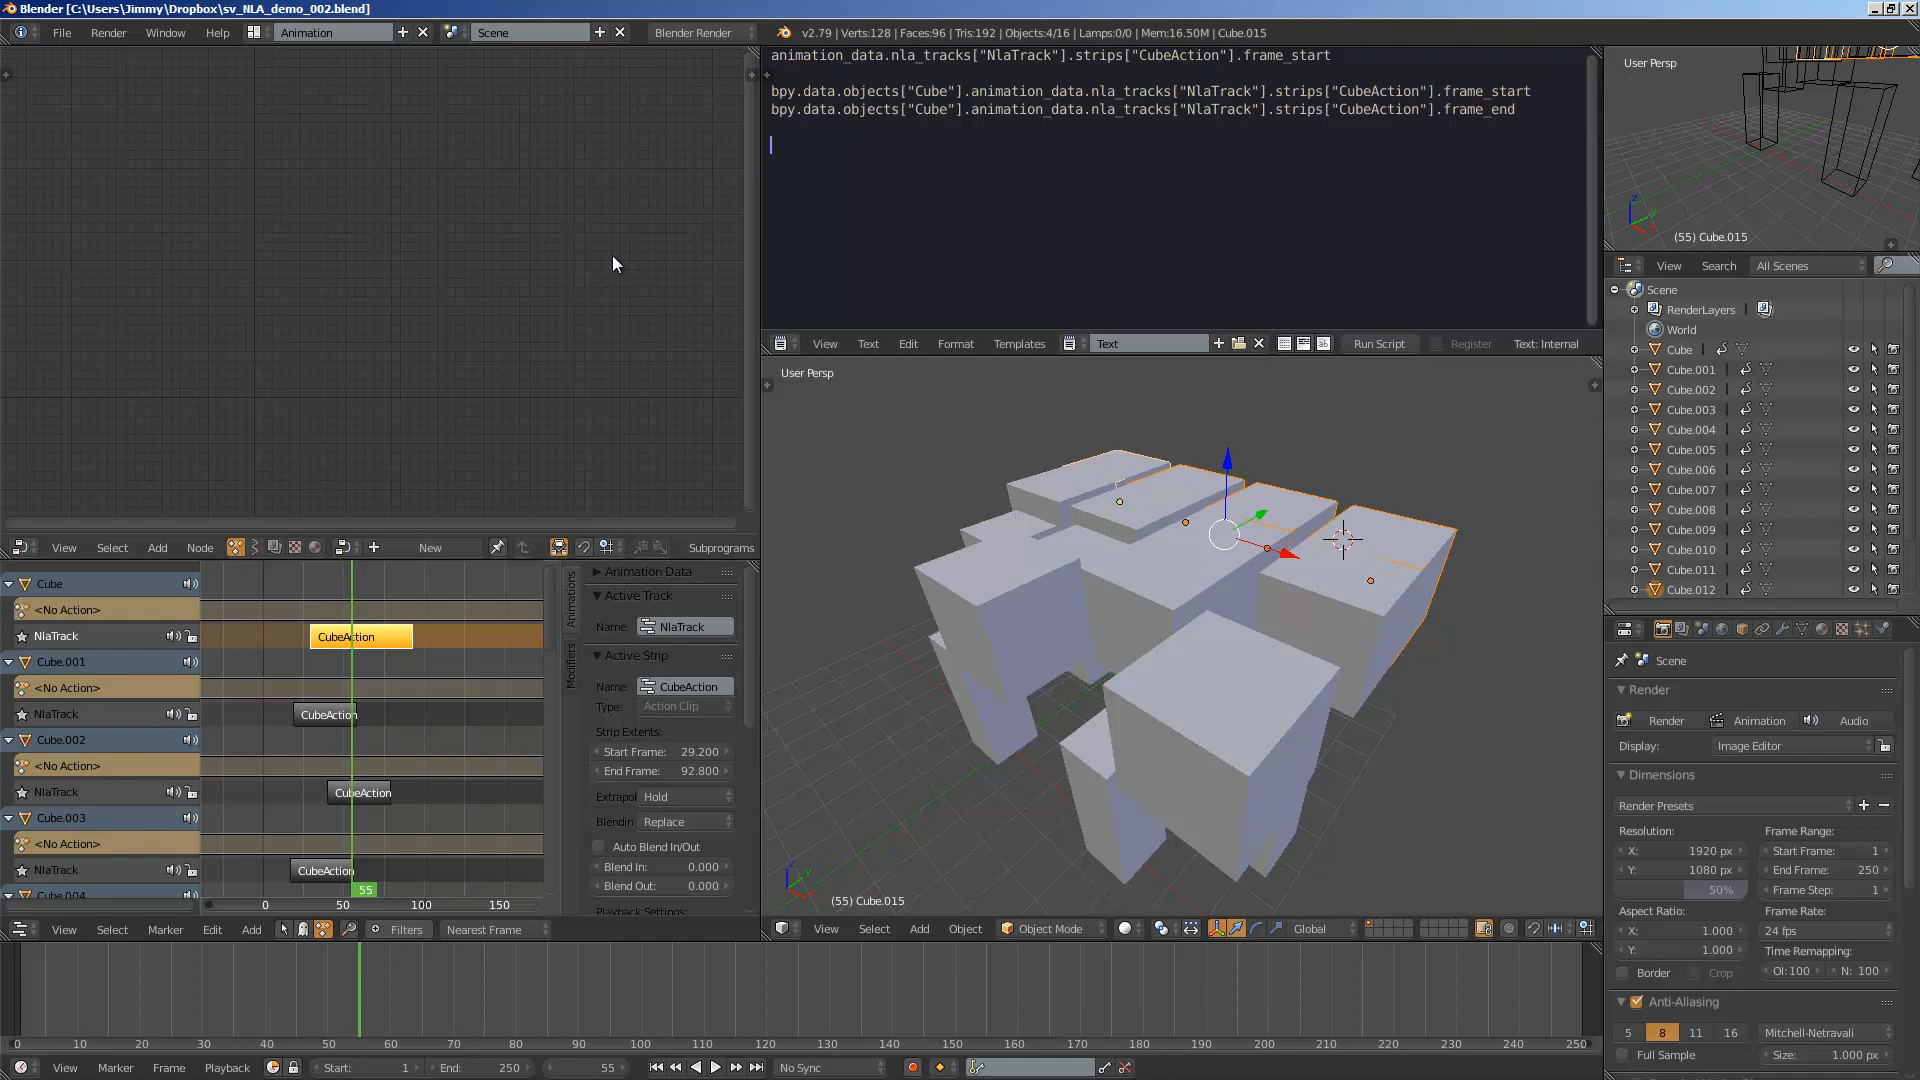 Blender [C:\Users\Jimmy\Dropbox\sv_NLA_demo_002.blend]
File Render Window Help Animation Scene Blender Render v2.79 | Verts:128 | Faces:96 | Tris:192 | Objects:4/16 | Lamps:0/0 | Mem:16.50M | Cube.015
animation_data.nla_tracks["NlaTrack"].strips["CubeAction"].frame_start
bpy.data.objects["Cube"].animation_data.nla_tracks["NlaTrack"].strips["CubeAction"].frame_start
bpy.data.objects["Cube"].animation_data.nla_tracks["NlaTrack"].strips["CubeAction"].frame_end
View Text Edit Format Templates Text Run Script Register Text: Internal
User Persp
(55) Cube.015
View Search All Scenes
Scene
RenderLayers
World
Cube
Cube.001
Cube.002
Cube.003
Cube.004
Cube.005
Cube.006
Cube.007
Cube.008
Cube.009
Cube.010
Cube.011
Cube.012
User Persp
(55) Cube.015
View Select Add Object Object Mode Global
View Select Add Node New Subprograms
Cube
<No Action>
NlaTrack CubeAction
Cube.001
<No Action>
NlaTrack CubeAction
Cube.002
<No Action>
NlaTrack CubeAction
Cube.003
<No Action>
NlaTrack CubeAction
Cube.004
55
0 50 100 150
Animations
Modifiers
Animation Data
Active Track
Name: NlaTrack
Active Strip
Name: CubeAction
Type: Action Clip
Strip Extents:
Start Frame: 29.200
End Frame: 92.800
Extrapol Hold
Blendin Replace
Auto Blend In/Out
Blend In: 0.000
Blend Out: 0.000
Playback Settings:
View Select Marker Edit Add Filters Nearest Frame
0 10 20 30 40 50 60 70 80 90 100 110 120 130 140 150 160 170 180 190 200 210 220 230 240 250
View Marker Frame Playback Start: 1 End: 250 55 No Sync
Scene
Render
Render Animation Audio
Display: Image Editor
Dimensions
Render Presets
Resolution: Frame Range:
X: 1920 px Start Frame: 1
Y: 1080 px End Frame: 250
50% Frame Step: 1
Aspect Ratio: Frame Rate:
X: 1.000 24 fps
Y: 1.000 Time Remapping:
Border Crop Ol:100 N: 100
Anti-Aliasing
5 8 11 16 Mitchell-Netravali
Full Sample Size: 1.000 px